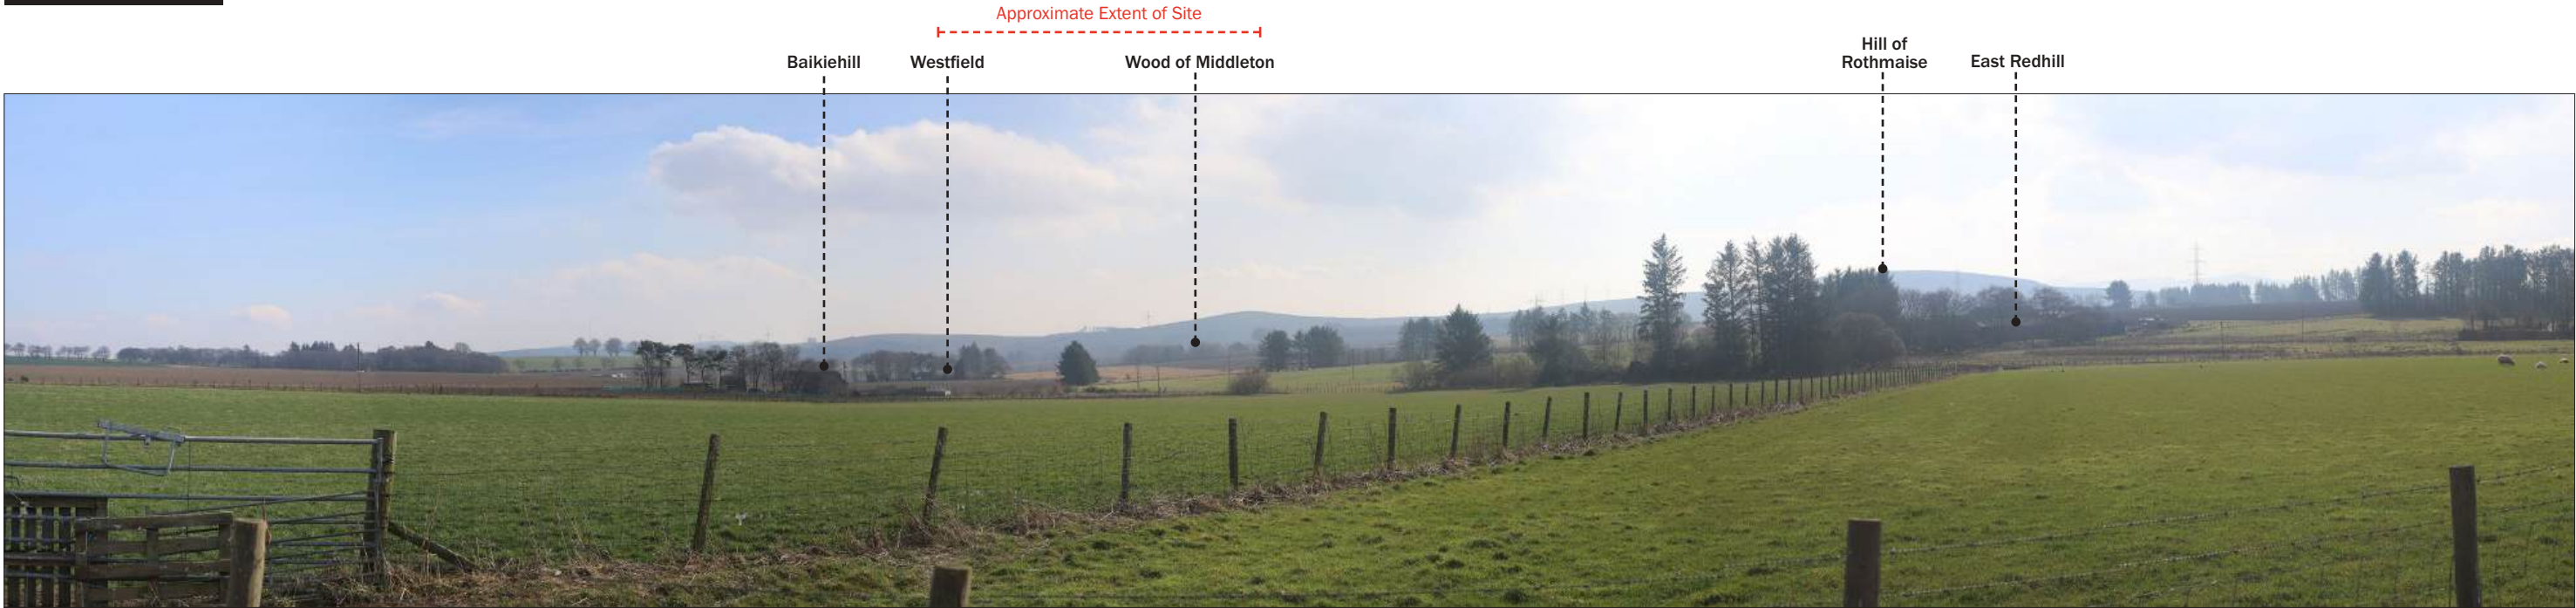 Approximate Extent of Site
Baikiehill
Westfield
Wood of Middleton
Hill of
Rothmaise
East Redhill